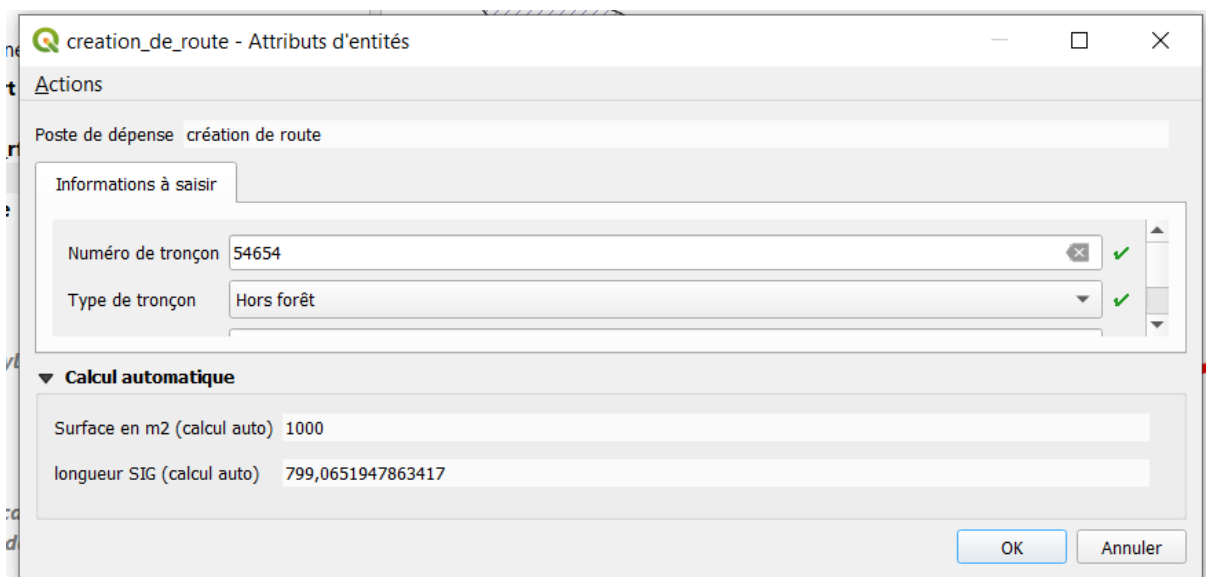 creation_de_route - Attributs d'entités
Actions
Poste de dépense création de route
Informations à saisir
Numéro de tronçon 54654
Type de tronçon Hors forêt
Calcul automatique
Surface en m2 (calcul auto) 1000
longueur SIG (calcul auto) 799,0651947863417
OK Annuler